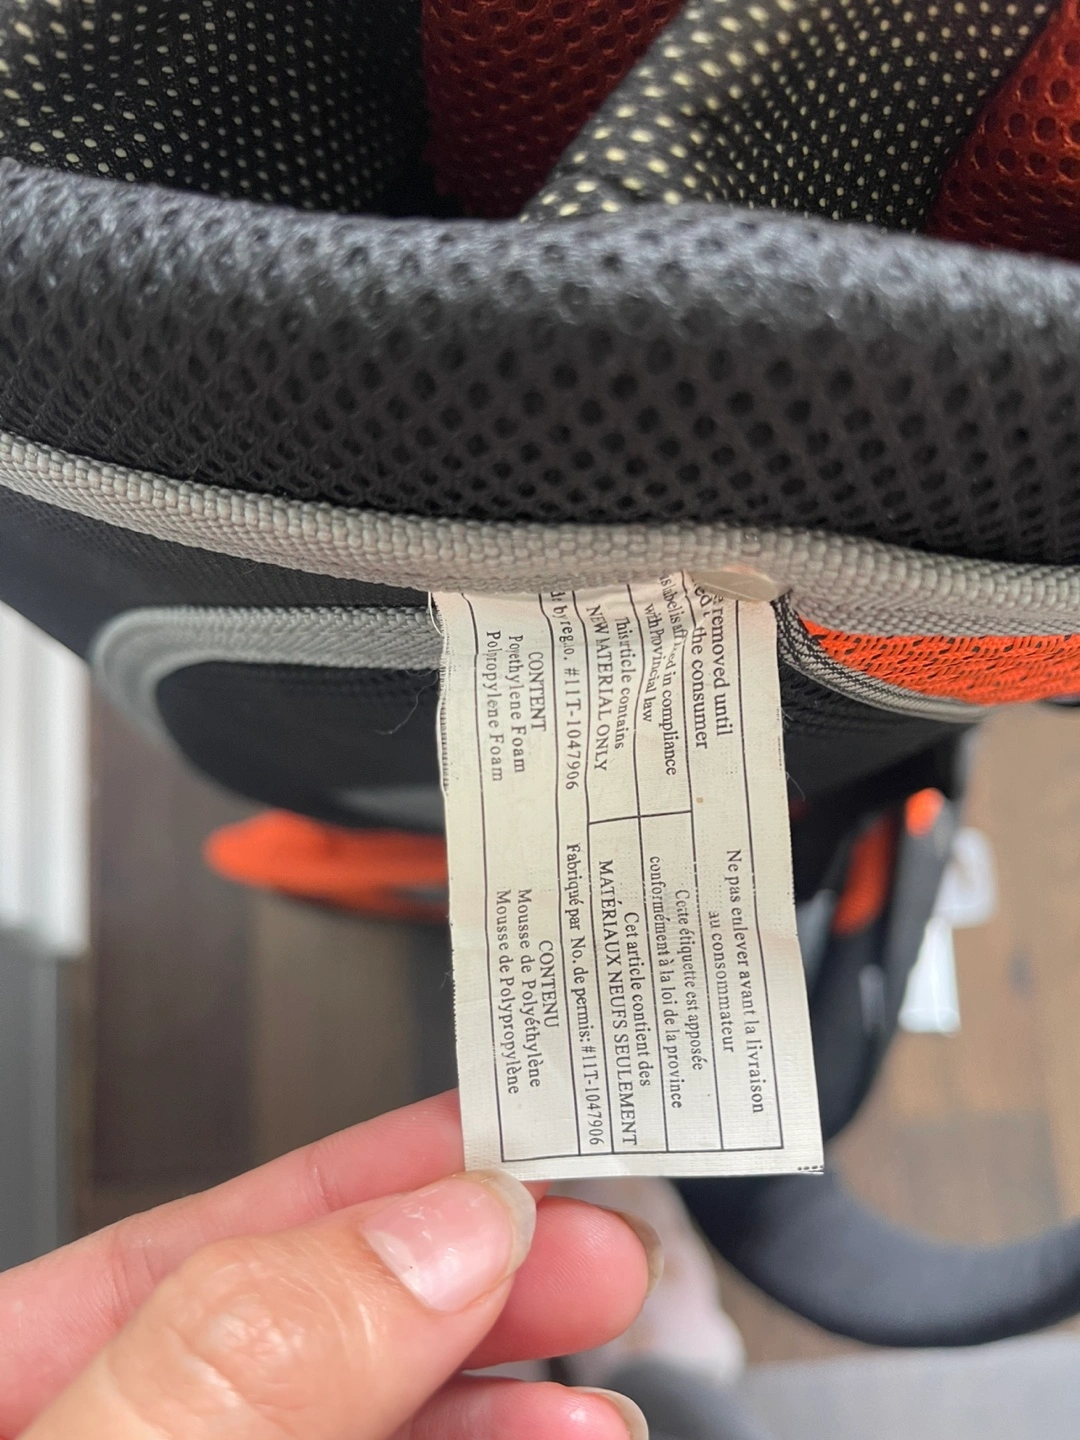 removed until
the consumer
in compliance
with Provincial law
This article contains
NEW MATERIAL ONLY
by reg. #11T-1047906
CONTENT
Polyethylene Foam
Polypropylene Foam
Ne pas enlever avant la livraison
au consommateur
Cette étiquette est apposée
conformément à la loi de la province
Cet article contient des
MATÉRIAUX NEUFS SEULEMENT
Fabriqué par No. de permis: #11T-1047906
CONTENU
Mousse de Polyéthylène
Mousse de Polypropylène